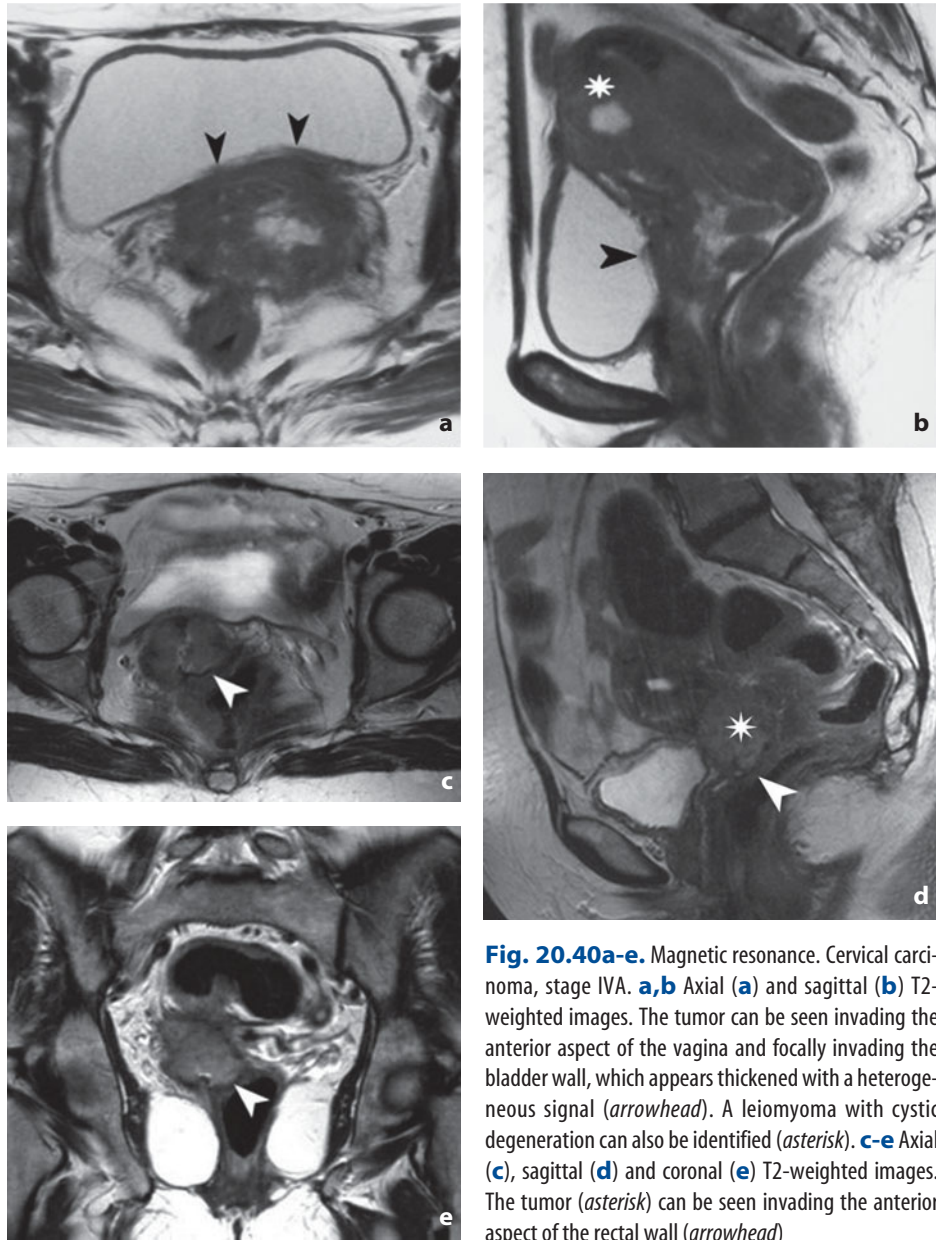 a
b
c
d
e
Fig. 20.40a-e. Magnetic resonance. Cervical carci-
noma, stage IVA. a,b Axial (a) and sagittal (b) T2-
weighted images. The tumor can be seen invading the
anterior aspect of the vagina and focally invading the
bladder wall, which appears thickened with a heteroge-
neous signal (arrowhead). A leiomyoma with cystic
degeneration can also be identified (asterisk). c-e Axial
(c), sagittal (d) and coronal (e) T2-weighted images.
The tumor (asterisk) can be seen invading the anterior
aspect of the rectal wall (arrowhead)